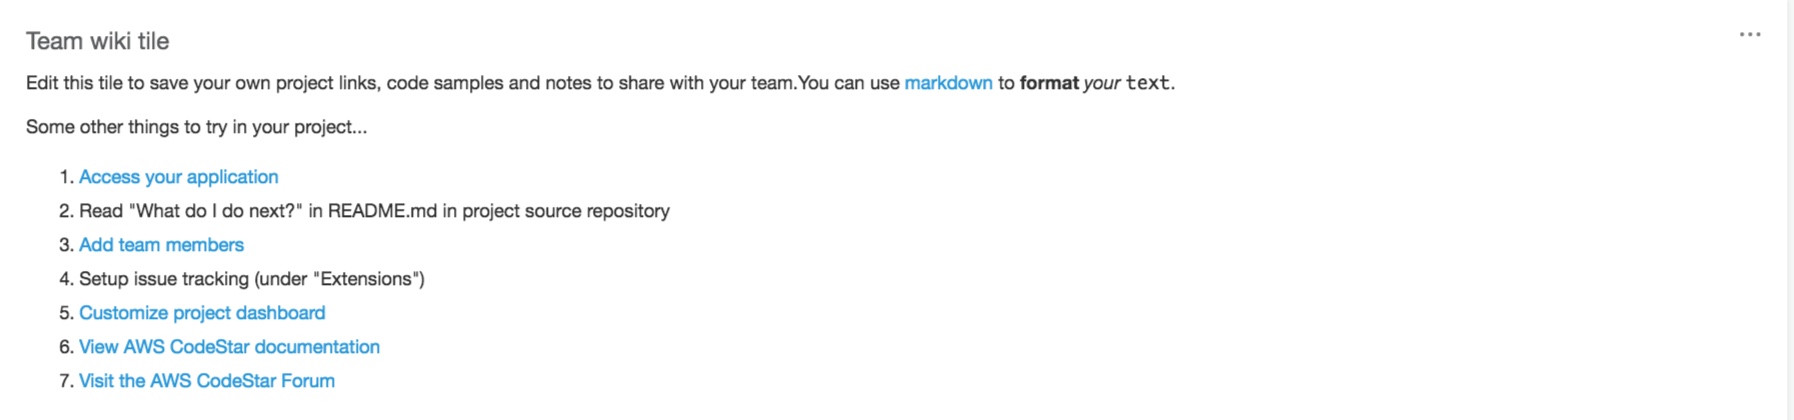 Team wiki tile
Edit this tile to save your own project links, code samples and notes to share with your team.You can use markdown to format your text.
Some other things to try in your project...
1. Access your application
2. Read "What do I do next?" in README.md in project source repository
3. Add team members
4. Setup issue tracking (under "Extensions")
5. Customize project dashboard
6. View AWS CodeStar documentation
7. Visit the AWS CodeStar Forum